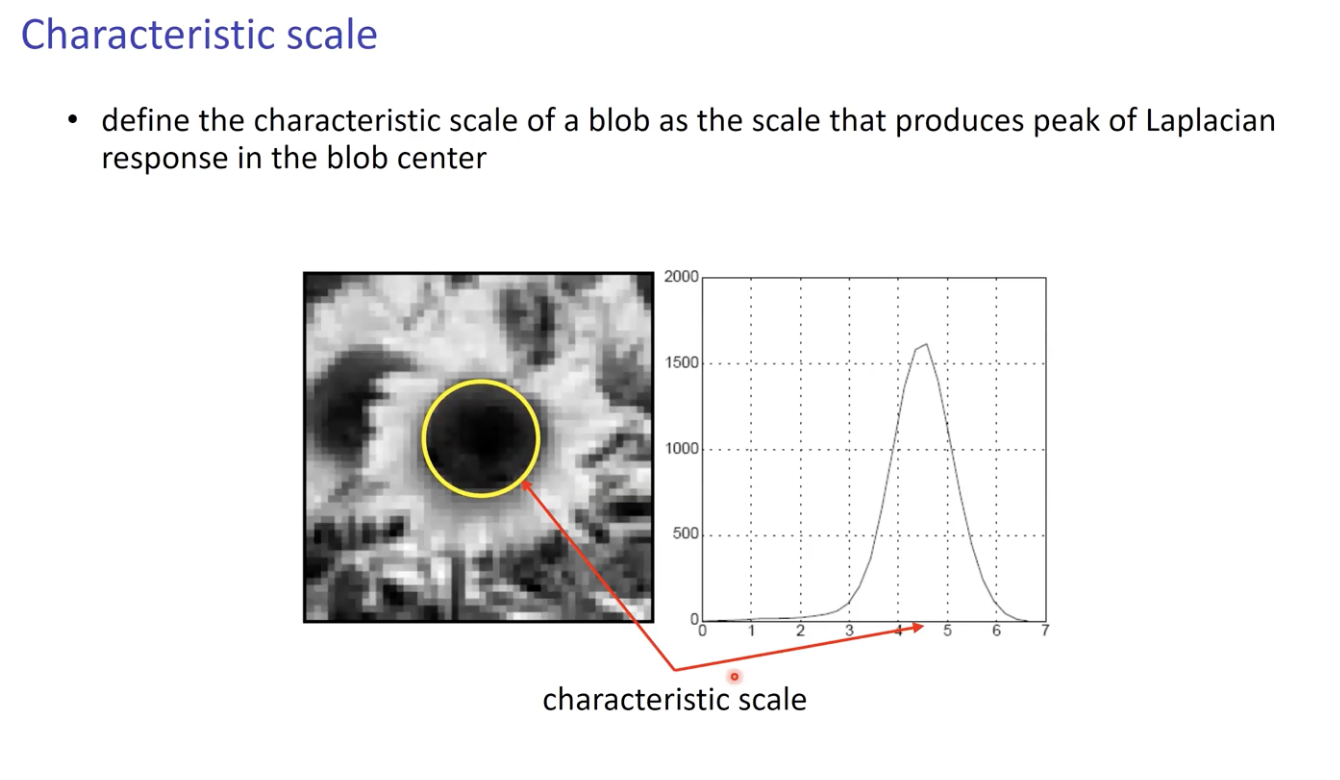 Characteristic scale
• define the characteristic scale of a blob as the scale that produces peak of Laplacian
response in the blob center
2000
1500
1000
500
0
0 1 2 3 4 5 6 7
characteristic scale